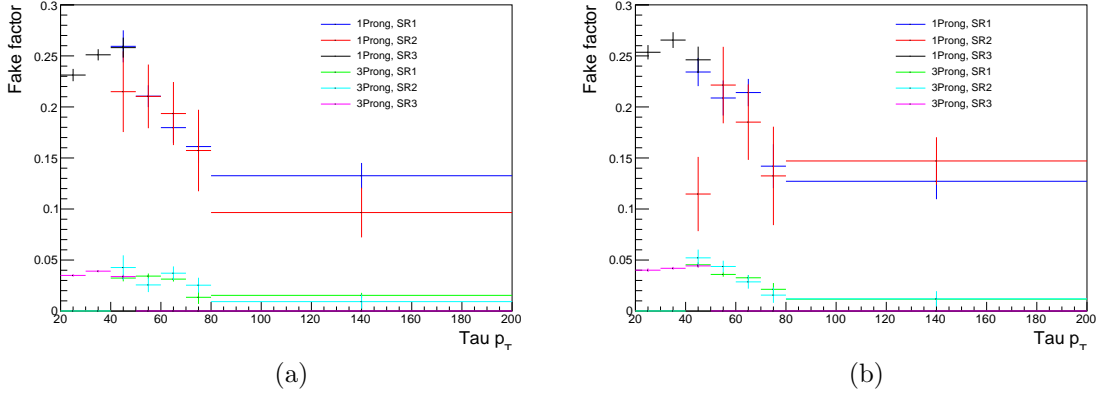 Fake factor
0.3
0.25
0.2
0.15
0.1
0.05
0
1Prong, SR1
1Prong, SR2
1Prong, SR3
3Prong, SR1
3Prong, SR2
3Prong, SR3
20 40 60 80 100 120 140 160 180 200
Tau p_T
(a)
Fake factor
0.3
0.25
0.2
0.15
0.1
0.05
0
1Prong, SR1
1Prong, SR2
1Prong, SR3
3Prong, SR1
3Prong, SR2
3Prong, SR3
20 40 60 80 100 120 140 160 180 200
Tau p_T
(b)